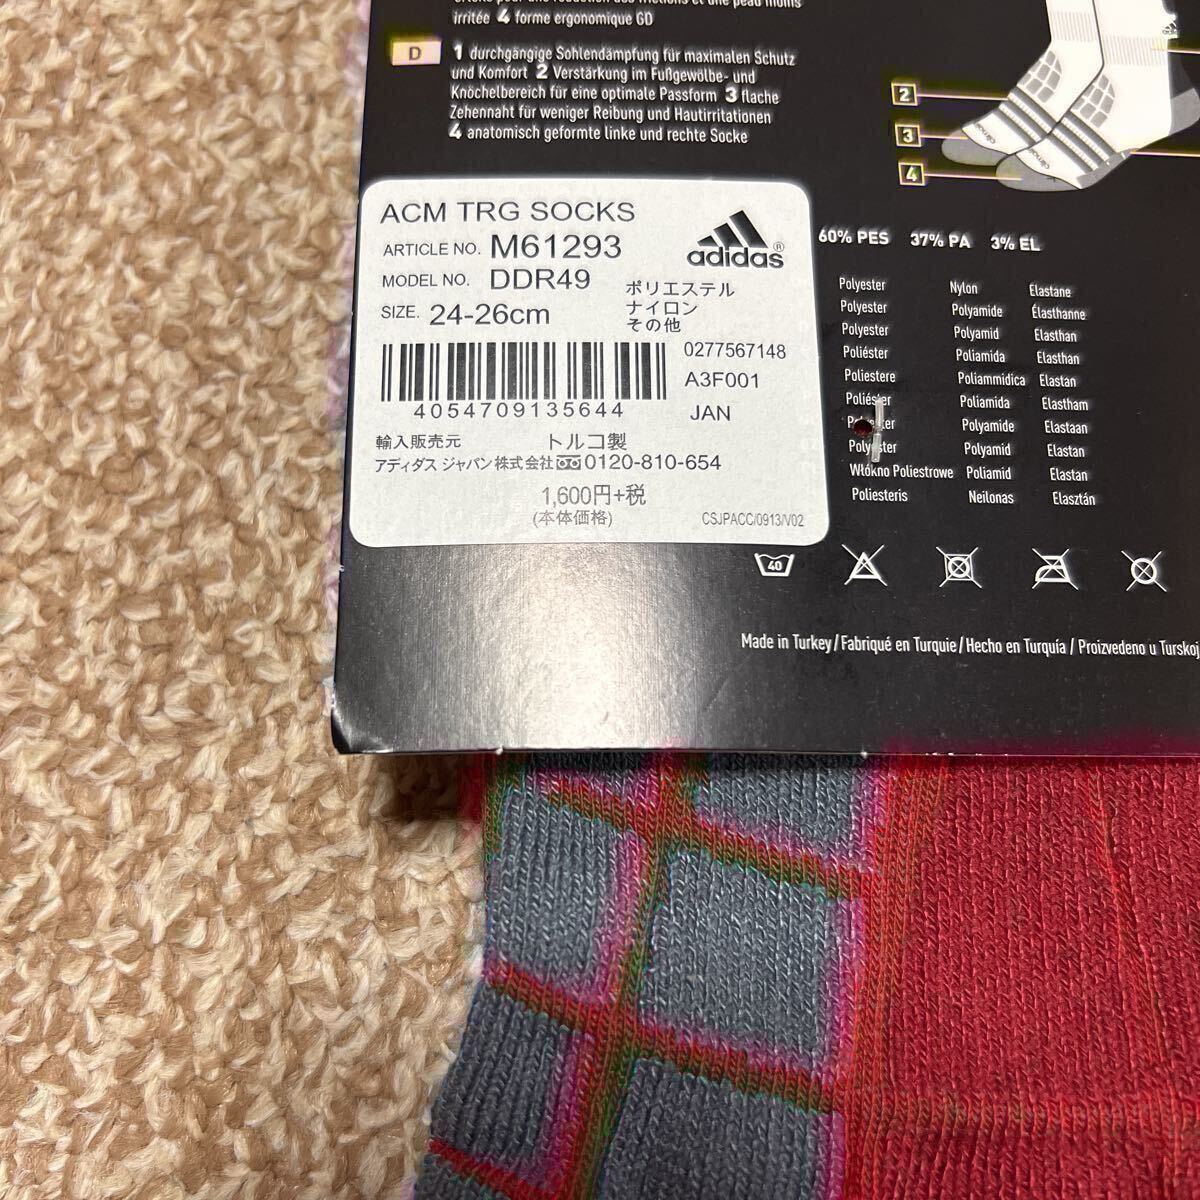 irritée 4 forme ergonomique GD
D
1 durchgängige Sohlendämpfung für maximalen Schutz
und Komfort 2 Verstärkung im Fußgewölbe- und
Knöchelbereich für eine optimale Passform 3 flache
Zehennaht für weniger Reibung und Hautirritationen
4 anatomisch geformte linke und rechte Socke
2
3
4
ACM TRG SOCKS
ARTICLE NO. M61293
MODEL NO. DDR49
SIZE. 24-26cm
adidas
ポリエステル
ナイロン
その他
4054709135644
0277567148
A3F001
JAN
輸入販売元 トルコ製
アディダス ジャパン株式会社 0120-810-654
1,600円+税
(本体価格)
CSJPACC/0913/V02
60% PES 37% PA 3% EL
Polyester Nylon Elastane
Polyester Polyamide Élasthanne
Polyester Polyamid Elasthan
Poliéster Poliamida Elasthan
Poliestere Poliammidica Elastan
Poliéster Poliamida Elastham
Polyamide Elastaan
Polyester Polyamid Elastan
Włókno Poliestrowe Poliamid Elastan
Poliesteris Neilonas Elasztán
40
Made in Turkey / Fabriqué en Turquie / Hecho en Turquía / Proizvedeno u Turskoj